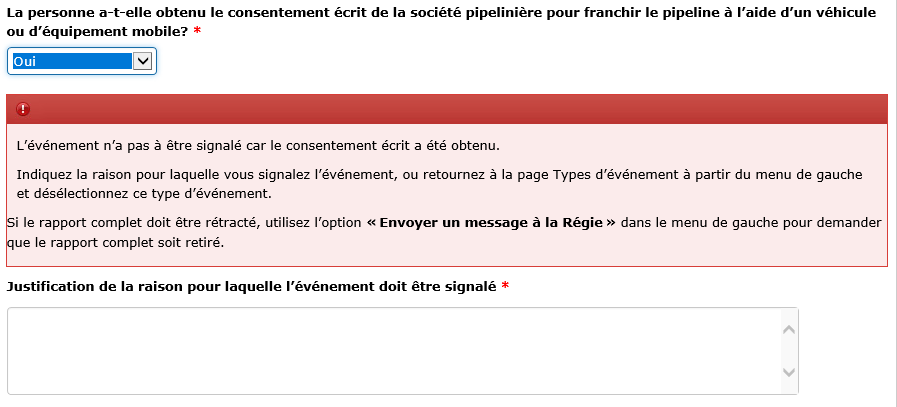 La personne a-t-elle obtenu le consentement écrit de la société pipelinière pour franchir le pipeline à l’aide d’un véhicule
ou d’équipement mobile? *
Oui
L’événement n’a pas à être signalé car le consentement écrit a été obtenu.
Indiquez la raison pour laquelle vous signalez l’événement, ou retournez à la page Types d’événement à partir du menu de gauche
et désélectionnez ce type d’événement.
Si le rapport complet doit être rétracté, utilisez l’option « Envoyer un message à la Régie » dans le menu de gauche pour demander
que le rapport complet soit retiré.
Justification de la raison pour laquelle l’événement doit être signalé *